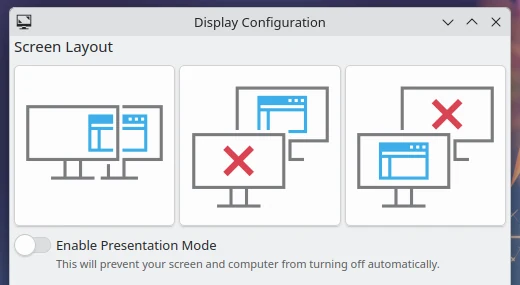 Display Configuration
Screen Layout
Enable Presentation Mode
This will prevent your screen and computer from turning off automatically.